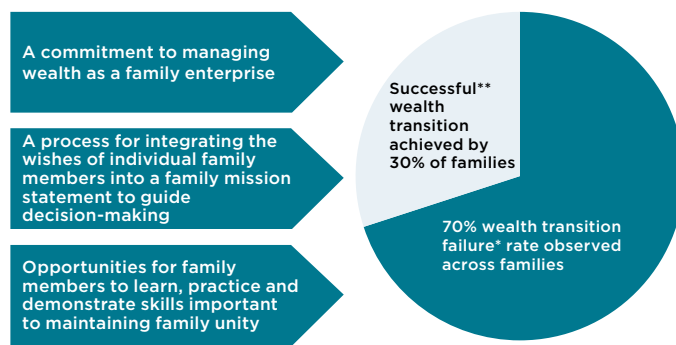 A commitment to managing
wealth as a family enterprise
A process for integrating the
wishes of individual family
members into a family mission
statement to guide
decision-making
Opportunities for family
members to learn, practice and
demonstrate skills important
to maintaining family unity
Successful**
wealth
transition
achieved by
30% of families
70% wealth transition
failure* rate observed
across families